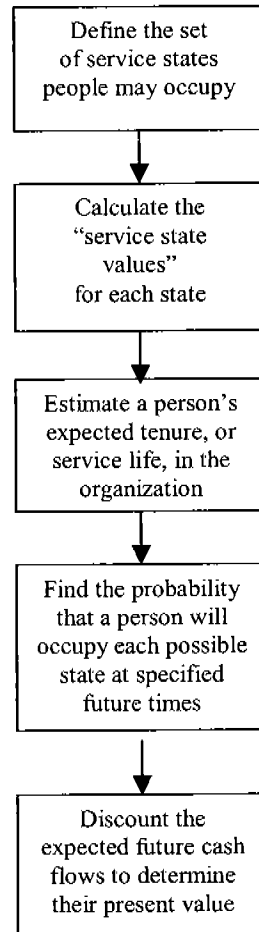 Define the set
of service states
people may occupy
Calculate the
“service state
values”
for each state
Estimate a person’s
expected tenure, or
service life, in the
organization
Find the probability
that a person will
occupy each possible
state at specified
future times
Discount the
expected future cash
flows to determine
their present value